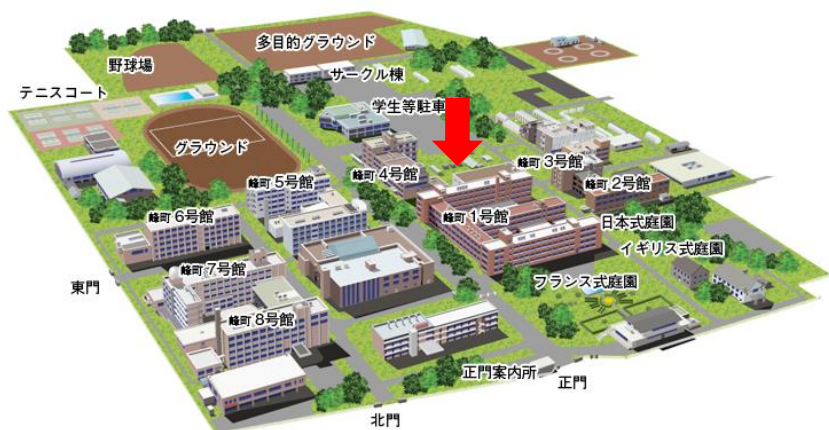 多目的グラウンド
野球場
サークル棟
テニスコート
学生等駐車
グラウンド
峰町 3号館
峰町 4号館
峰町 5号館
峰町 2号館
峰町 6号館
峰町 1号館
日本式庭園
イギリス式庭園
峰町 7号館
東門
フランス式庭園
峰町 8号館
正門案内所
正門
北門